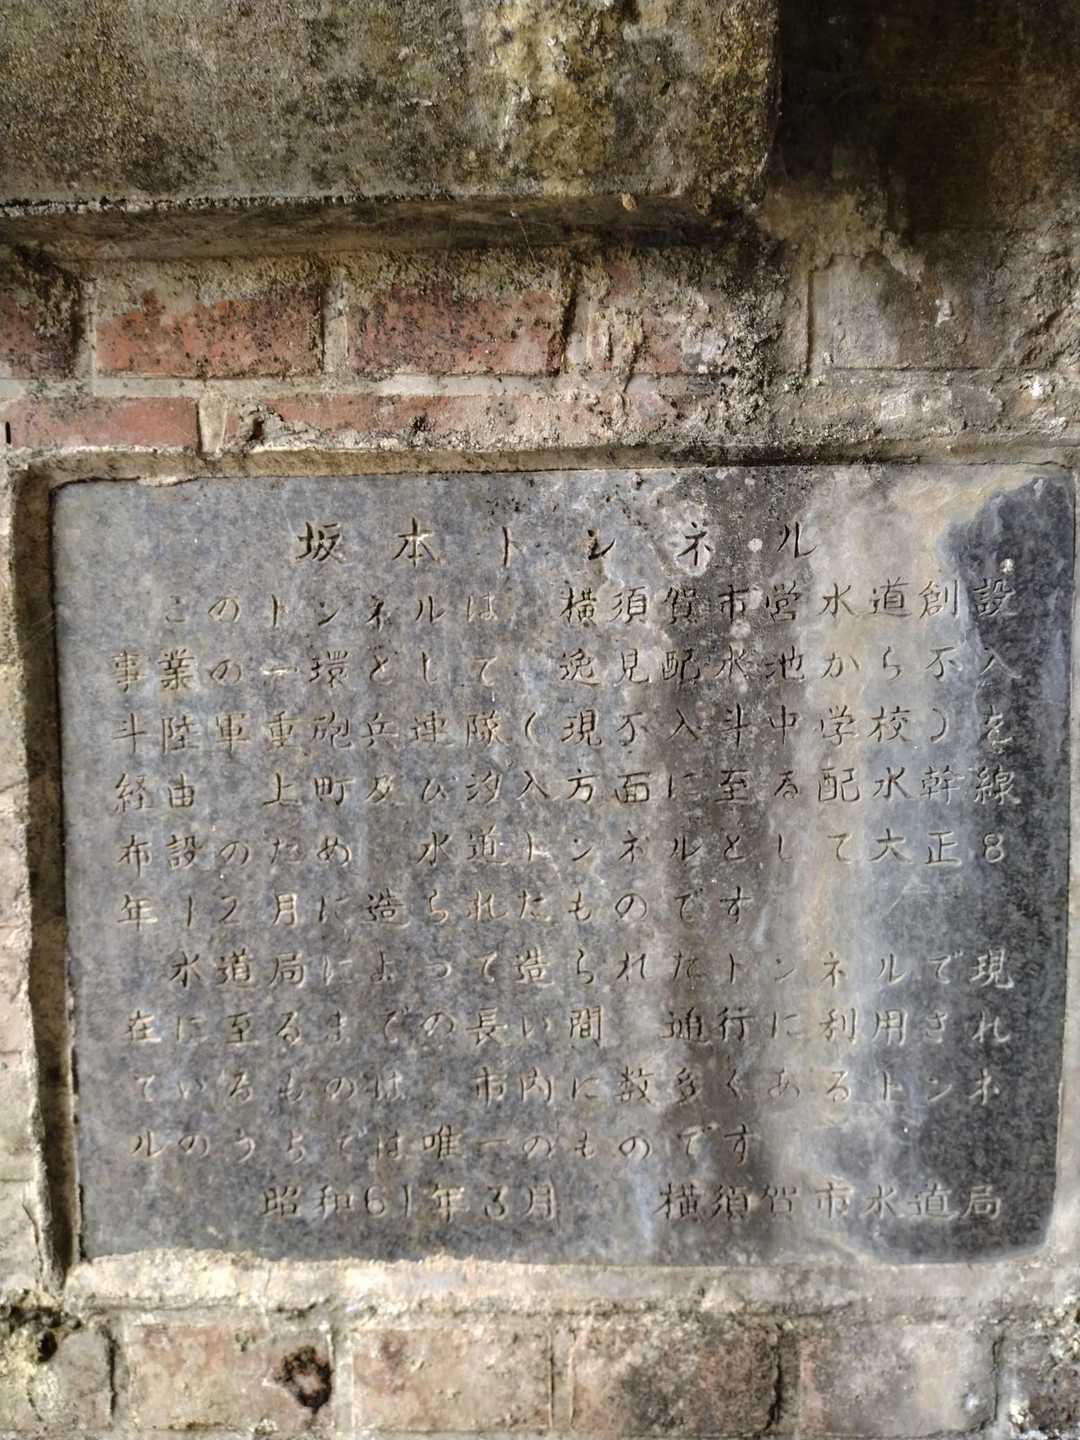 坂本トンネル
このトンネルは 横須賀市営水道創設
事業の一環として 逸見配水池から不入
斗陸軍重砲兵連隊(現不入斗中学校)を
経由 上町及び汐入方面に至る配水幹線
布設のため 水道トンネルとして大正8
年12月に造られたものです
水道局によって造られたトンネルで現
在に至るまでの長い間 通行に利用され
ているものは 市内に数多くあるトンネ
ルのうちでは唯一のものです
昭和61年3月 横須賀市水道局